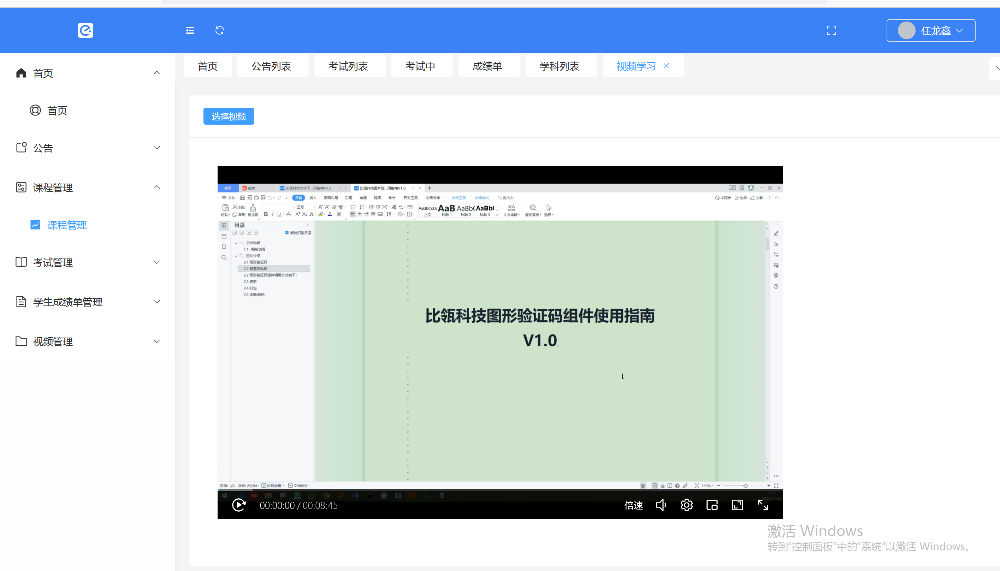 任龙鑫
首页
首页
公告
课程管理
课程管理
考试管理
学生成绩单管理
视频管理
首页 公告列表 考试列表 考试中 成绩单 学科列表 视频学习
选择视频
首页 稻壳 比瓴科技文件下...用指南V1.0 比瓴科技图片验...用指南V1.0
文件 开始 插入 页面布局 引用 审阅 视图 章节 开发工具 会员专享 表格工具 表格样式 查找命 未同步 协作 分享
粘贴 剪切 复制 格式刷 五号 AaBbCcDd 正文 AaB 标题 1 AaBb( 标题 2 AaBb( 标题 3 文字排版 查找替换 选择
目录
智能识别目录
一、文档说明
1.1. 编制说明
二、组件介绍
2.1 图形验证码
2.2 配置项说明
2.2 图形验证码组件调用方式如下:
2.3 更新
2.4 打包
2.5 依赖说明:
比瓴科技图形验证码组件使用指南
V1.0
页面: 1/8 字数: 25/841 拼写检查 文档校对 150%
7:38
2022/11/29
00:00:00 / 00:08:45 倍速
激活 Windows
转到“控制面板”中的“系统”以激活 Windows。